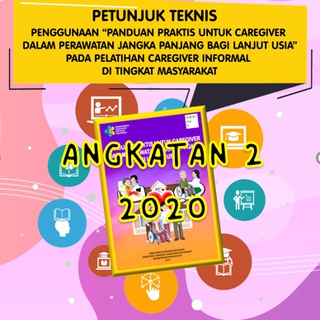 PETUNJUK TEKNIS
PENGGUNAAN "PANDUAN PRAKTIS UNTUK CAREGIVER
DALAM PERAWATAN JANGKA PANJANG BAGI LANJUT USIA"
PADA PELATIHAN CAREGIVER INFORMAL
DI TINGKAT MASYARAKAT
ANGKATAN 2
2020